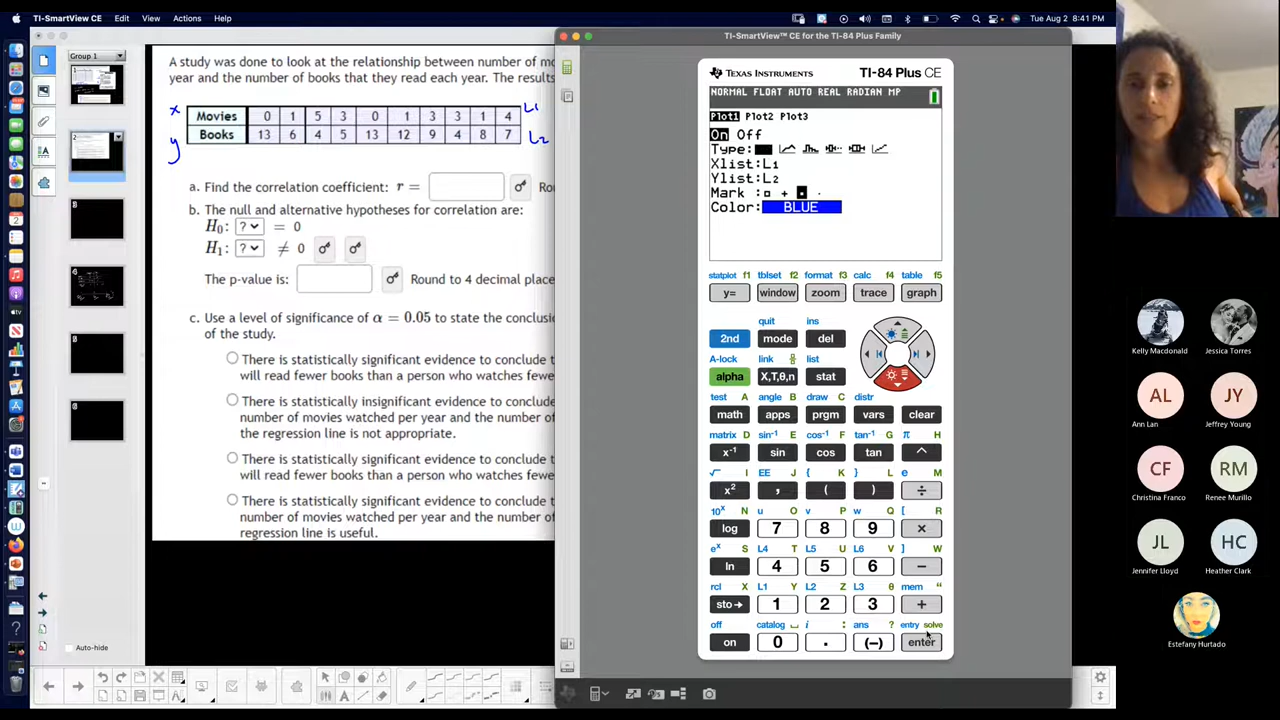 TI-SmartView CE Edit View Actions Help
Tue Aug 2 8:41 PM
TI-SmartView™ CE for the TI-84 Plus Family
Group 1
A study was done to look at the relationship between number of mo
year and the number of books that they read each year. The results
x Movies 0 1 5 3 0 1 3 3 1 4 L1
y Books 13 6 4 5 13 12 9 4 8 7 L2
a. Find the correlation coefficient: r = Ro
b. The null and alternative hypotheses for correlation are:
H0: ? = 0
H1: ? ≠ 0
The p-value is: Round to 4 decimal place
c. Use a level of significance of α = 0.05 to state the conclusi
of the study.
There is statistically significant evidence to conclude t
will read fewer books than a person who watches fewe
There is statistically insignificant evidence to conclude
number of movies watched per year and the number of
the regression line is not appropriate.
There is statistically significant evidence to conclude t
will read fewer books than a person who watches fewe
There is statistically significant evidence to conclude t
number of movies watched per year and the number of
regression line is useful.
Auto-hide
TEXAS INSTRUMENTS TI-84 Plus CE
NORMAL FLOAT AUTO REAL RADIAN MP
Plot1 Plot2 Plot3
On Off
Type:
Xlist:L1
Ylist:L2
Mark : + .
Color: BLUE
statplot f1 tblset f2 format f3 calc f4 table f5
y= window zoom trace graph
quit ins
2nd mode del
A-lock link list
alpha X,T,θ,n stat
test A angle B draw C distr
math apps prgm vars clear
matrix D sin⁻¹ E cos⁻¹ F tan⁻¹ G π H
x⁻¹ sin cos tan ^
√ I EE J { K } L e M
x² , ( ) ÷
10ˣ N u O v P w Q [ R
log 7 8 9 ×
eˣ S L4 T L5 U L6 V ] W
ln 4 5 6 −
rcl X L1 Y L2 Z L3 θ mem "
sto→ 1 2 3 +
off catalog i : ans ? entry solve
on 0 . (−) enter
Kelly Macdonald Jessica Torres
AL JY
Ann Lan Jeffrey Young
CF RM
Christina Franco Renee Murillo
JL HC
Jennifer Lloyd Heather Clark
Estefany Hurtado